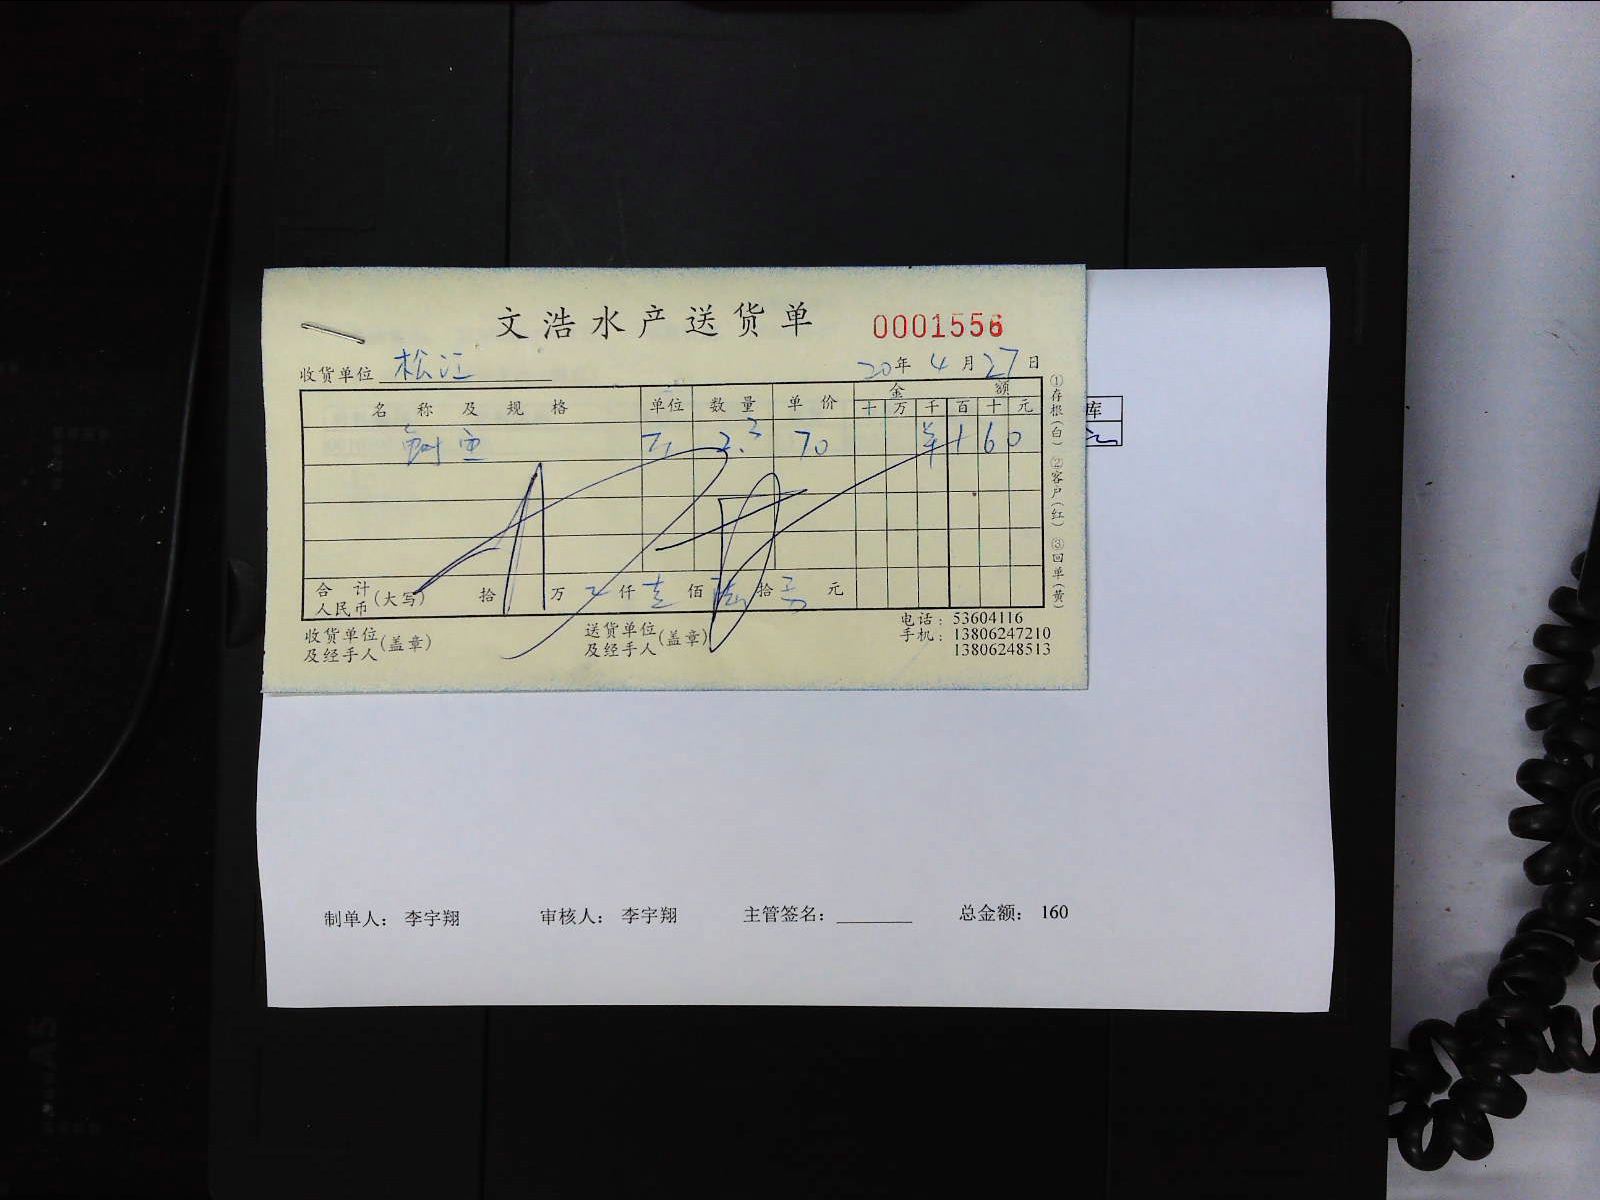 文浩水产送货单 0001556
收货单位 松江 20年4月27日
名称及规格 单位 数量 单价 金额
十 万 千 百 十 元
2.3 70 ¥160
合计人民币(大写) 拾 万 仟 壹 佰 陆 拾 元
收货单位及经手人(盖章) 送货单位及经手人(盖章)
电话:53604116
手机:13806247210
13806248513
①存根(白) ②客户(红) ③回单(黄)
库
制单人: 李宇翔 审核人: 李宇翔 主管签名: 总金额: 160